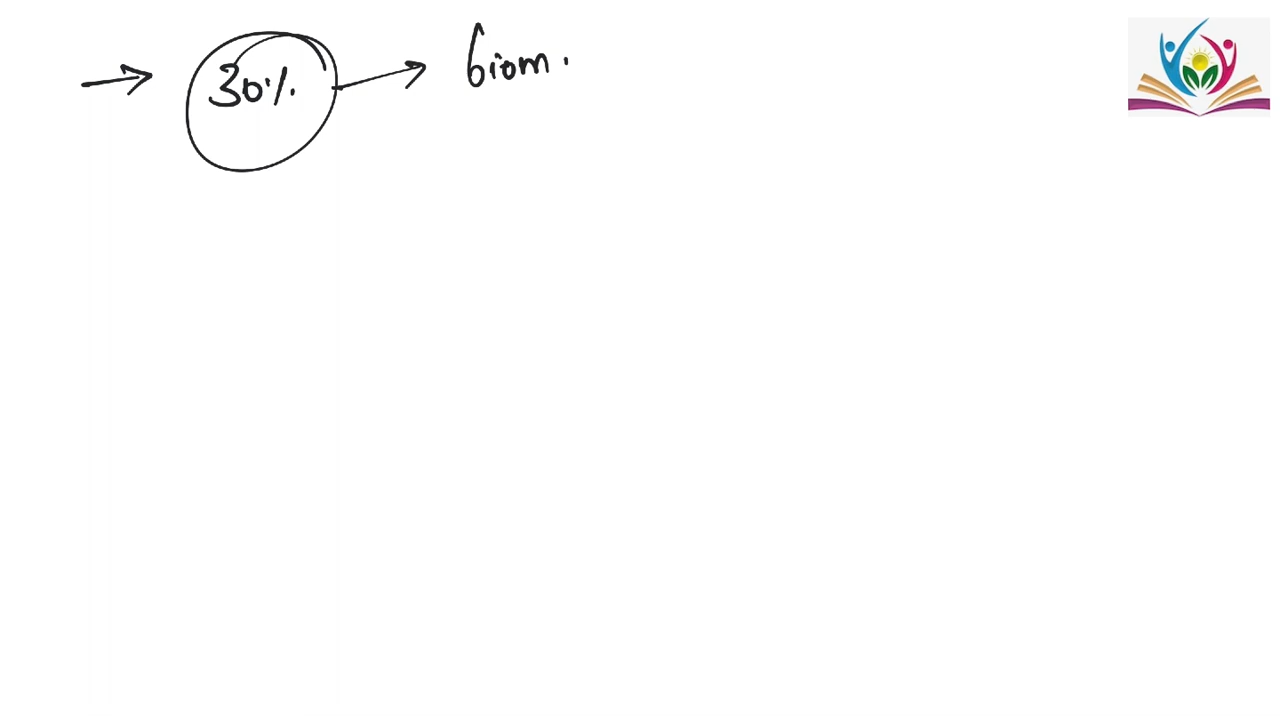 → 30% → biom.